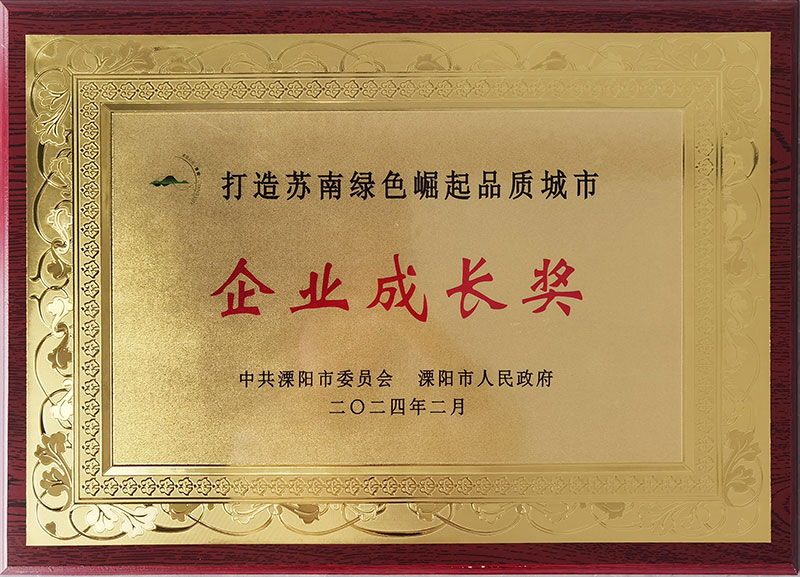 打造苏南绿色崛起品质城市
企业成长奖
中共溧阳市委员会 溧阳市人民政府
二〇二四年二月